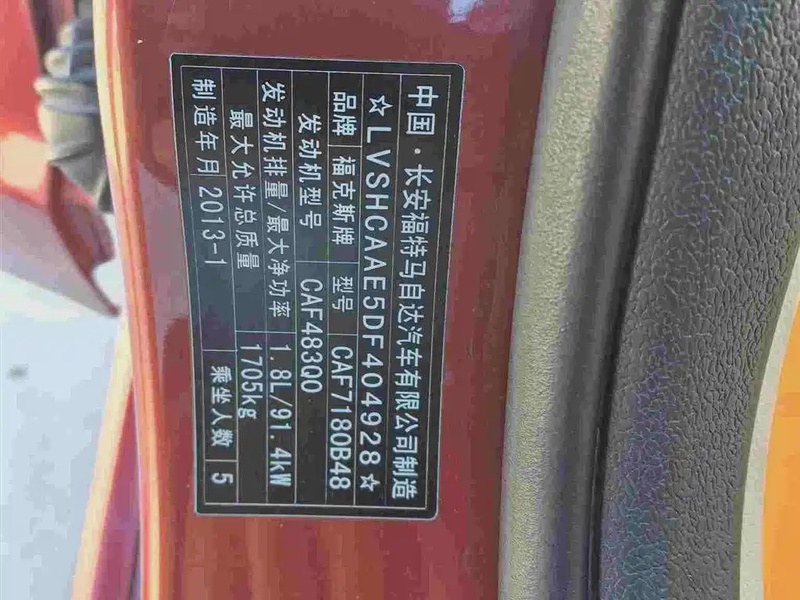 中国·长安福特马自达汽车有限公司制造
☆LVSHCAAE5DF404928☆
品牌 福克斯牌 型号 CAF7180B48
发动机型号 CAF483Q0
发动机排量/最大净功率 1.8L/91.4kW
最大允许总质量 1705kg
制造年月 2013-1 乘坐人数 5